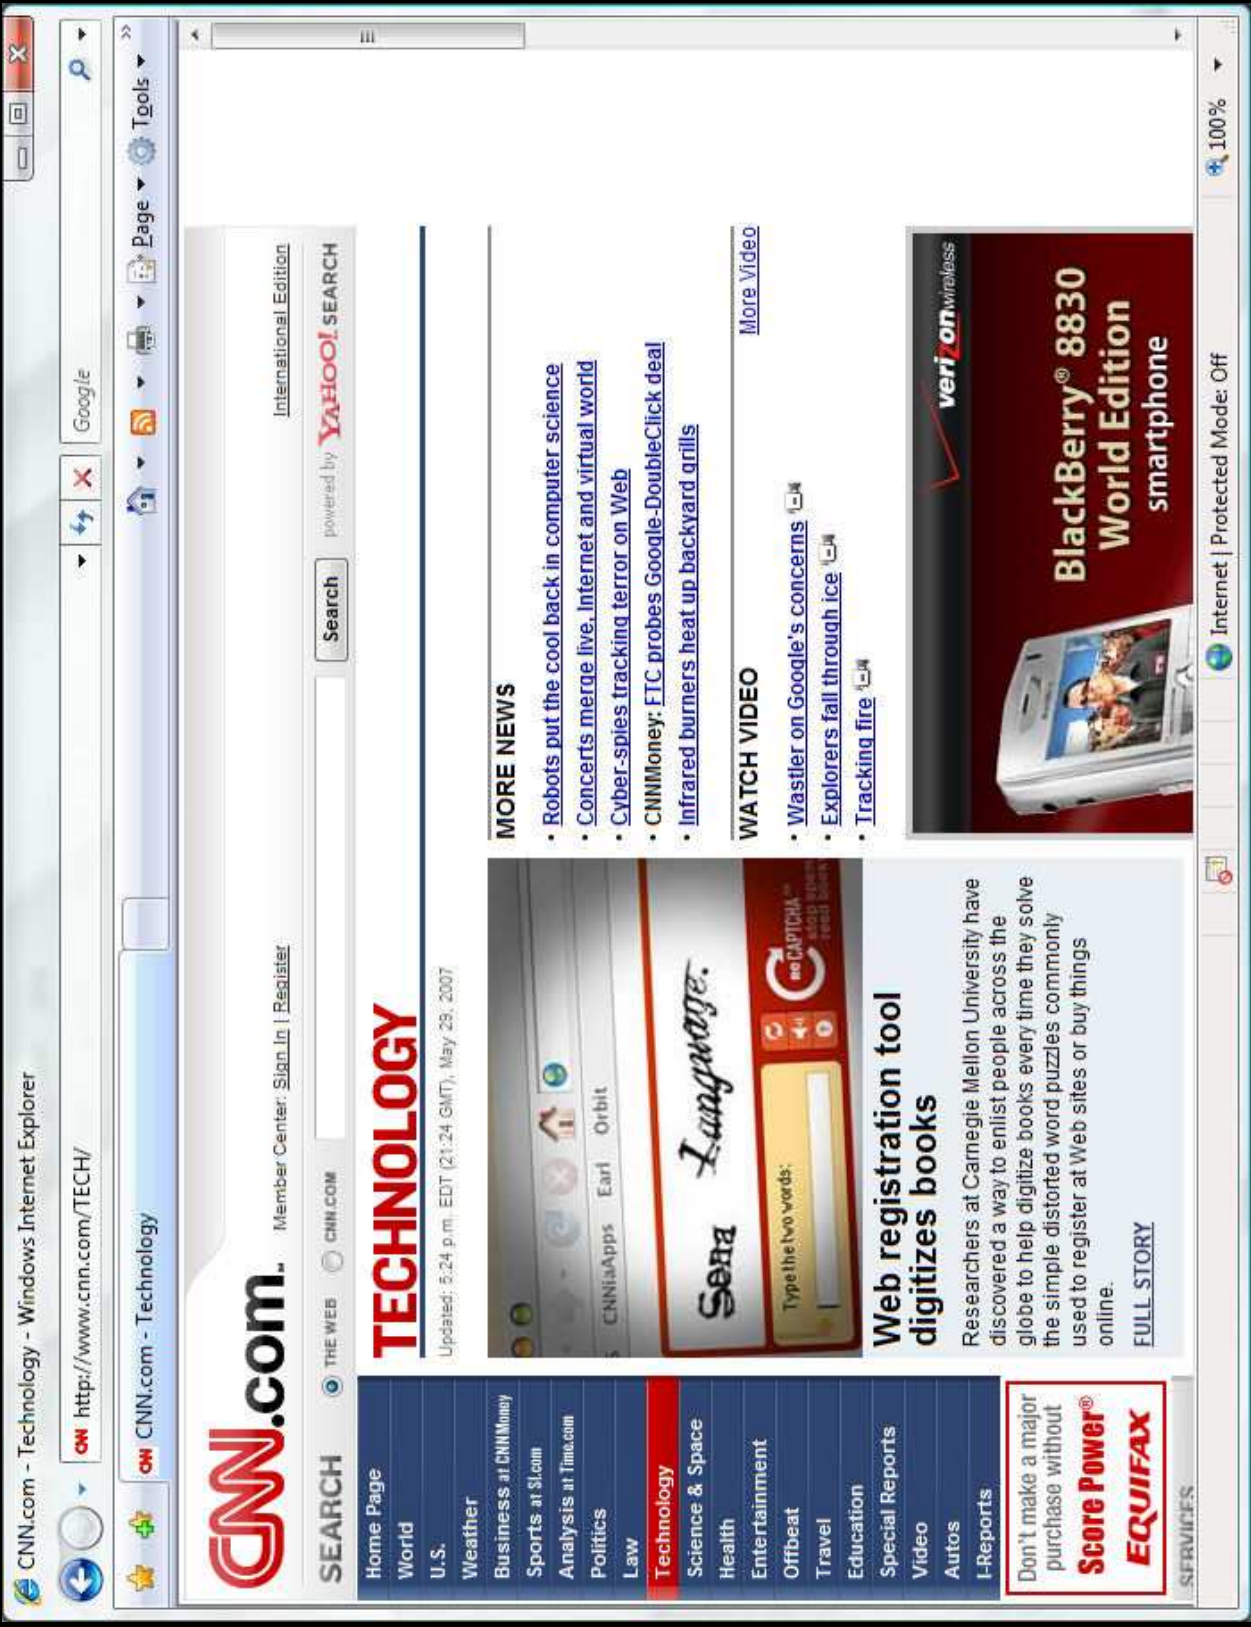 CNN.com - Technology - Windows Internet Explorer
http://www.cnn.com/TECH/
Google
CNN.com - Technology
Page
Tools
CNN.com
Member Center: Sign In | Register
International Edition
SEARCH
THE WEB
CNN.COM
Search
powered by YAHOO! SEARCH
Home Page
World
U.S.
Weather
Business at CNNMoney
Sports at SI.com
Analysis at Time.com
Politics
Law
Technology
Science & Space
Health
Entertainment
Offbeat
Travel
Education
Special Reports
Video
Autos
I-Reports
Don't make a major
purchase without
Score Power®
EQUIFAX
SERVICES
TECHNOLOGY
Updated: 5:24 p.m. EDT (21:24 GMT), May 29, 2007
CNNiaApps Earl Orbit
Language.
Type the two words:
reCAPTCHA™
stop spam
read books
Web registration tool
digitizes books
Researchers at Carnegie Mellon University have
discovered a way to enlist people across the
globe to help digitize books every time they solve
the simple distorted word puzzles commonly
used to register at Web sites or buy things
online.
FULL STORY
MORE NEWS
• Robots put the cool back in computer science
• Concerts merge live, Internet and virtual world
• Cyber-spies tracking terror on Web
• CNNMoney: FTC probes Google-DoubleClick deal
• Infrared burners heat up backyard grills
WATCH VIDEO
More Video
• Wastler on Google's concerns
• Explorers fall through ice
• Tracking fire
verizon wireless
BlackBerry® 8830
World Edition
smartphone
Internet | Protected Mode: Off
100%